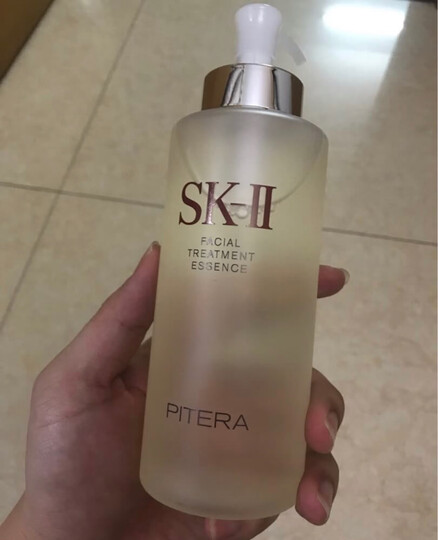 SK-II
FACIAL
TREATMENT
ESSENCE
PITERA